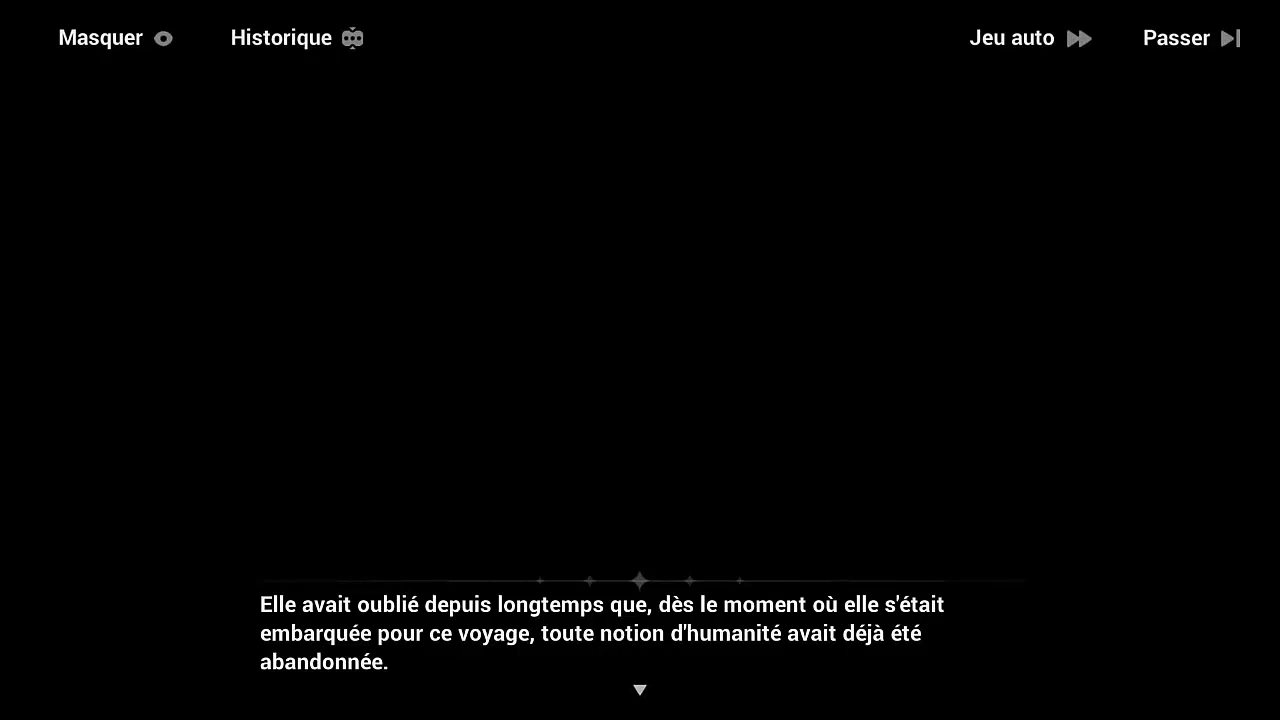 Masquer Historique Jeu auto Passer
Elle avait oublié depuis longtemps que, dès le moment où elle s'était
embarquée pour ce voyage, toute notion d'humanité avait déjà été
abandonnée.